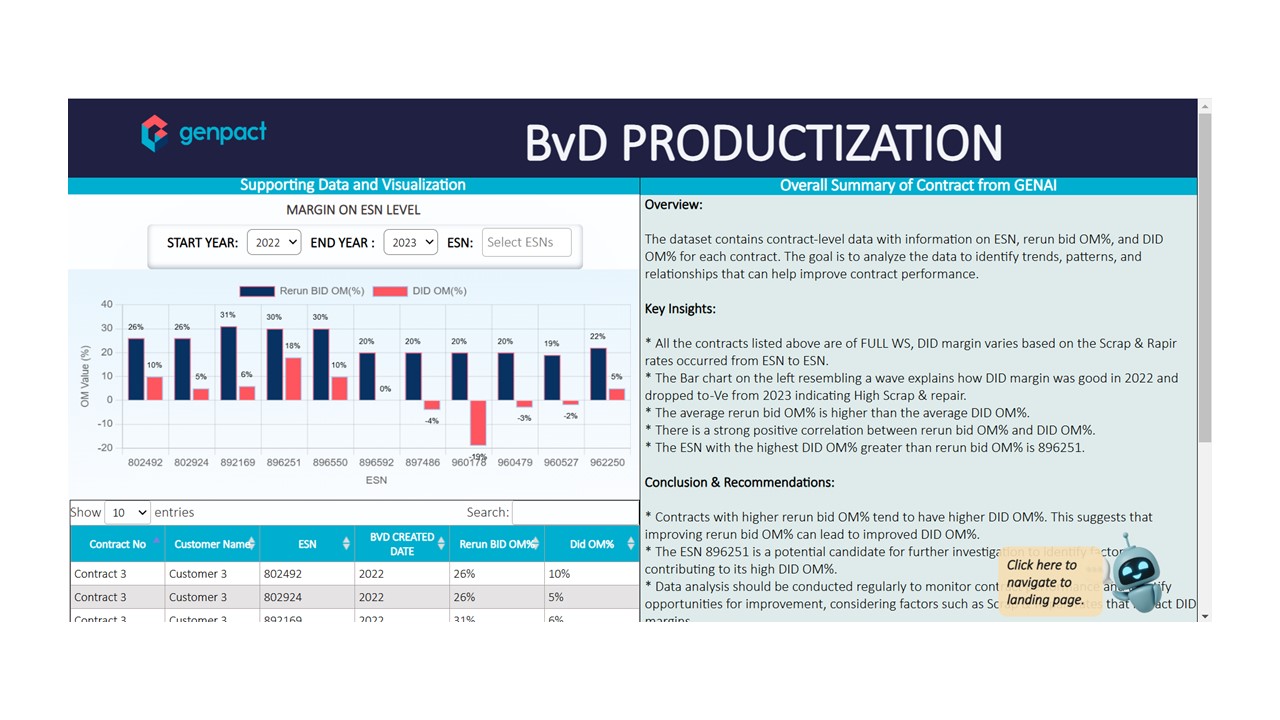 genpact
BvD PRODUCTIZATION
Supporting Data and Visualization
MARGIN ON ESN LEVEL
START YEAR: 2022 END YEAR : 2023 ESN: Select ESNs
Rerun BID OM(%) DID OM(%)
OM Value (%)
40
30
20
10
0
-10
-20
26% 10% 26% 5% 31% 6% 30% 18% 30% 10% 20% 0% 20% -4% 20% -19% 20% -3% 19% -2% 22% 5%
802492 802924 892169 896251 896550 896592 897486 960178 960479 960527 962250
ESN
Show 10 entries Search:
Contract No Customer Name ESN BVD CREATED DATE Rerun BID OM% Did OM%
Contract 3 Customer 3 802492 2022 26% 10%
Contract 3 Customer 3 802924 2022 26% 5%
Contract 3 Customer 3 892169 2022 31% 6%
Overall Summary of Contract from GENAI
Overview:
The dataset contains contract-level data with information on ESN, rerun bid OM%, and DID
OM% for each contract. The goal is to analyze the data to identify trends, patterns, and
relationships that can help improve contract performance.
Key Insights:
* All the contracts listed above are of FULL WS, DID margin varies based on the Scrap & Rapir
rates occurred from ESN to ESN.
* The Bar chart on the left resembling a wave explains how DID margin was good in 2022 and
dropped to-Ve from 2023 indicating High Scrap & repair.
* The average rerun bid OM% is higher than the average DID OM%.
* There is a strong positive correlation between rerun bid OM% and DID OM%.
* The ESN with the highest DID OM% greater than rerun bid OM% is 896251.
Conclusion & Recommendations:
* Contracts with higher rerun bid OM% tend to have higher DID OM%. This suggests that
improving rerun bid OM% can lead to improved DID OM%.
* The ESN 896251 is a potential candidate for further investigation to identify factor
contributing to its high DID OM%.
* Data analysis should be conducted regularly to monitor
opportunities for improvement, considering factors such as that DID
margins.
Click here to
navigate to
landing page.